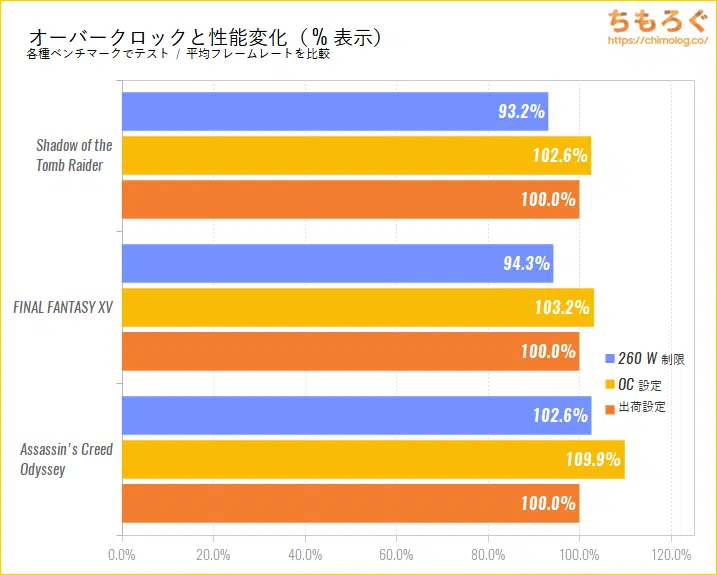 オーバークロックと性能変化（％表示）
各種ベンチマークでテスト / 平均フレームレートを比較
ちもろぐ
https://chimolog.co/
Shadow of the
Tomb Raider
93.2%
102.6%
100.0%
FINAL FANTASY XV
94.3%
103.2%
100.0%
260 W 制限
OC 設定
出荷設定
Assassin's Creed
Odyssey
102.6%
109.9%
100.0%
0.0%
20.0%
40.0%
60.0%
80.0%
100.0%
120.0%